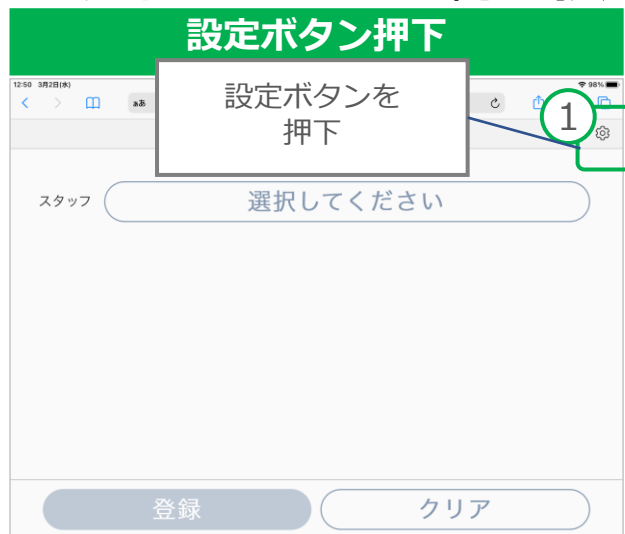 設定ボタン押下
12:50 3月2日(水)
98%
ぁあ
設定ボタンを
押下
1
スタッフ
選択してください
登録
クリア